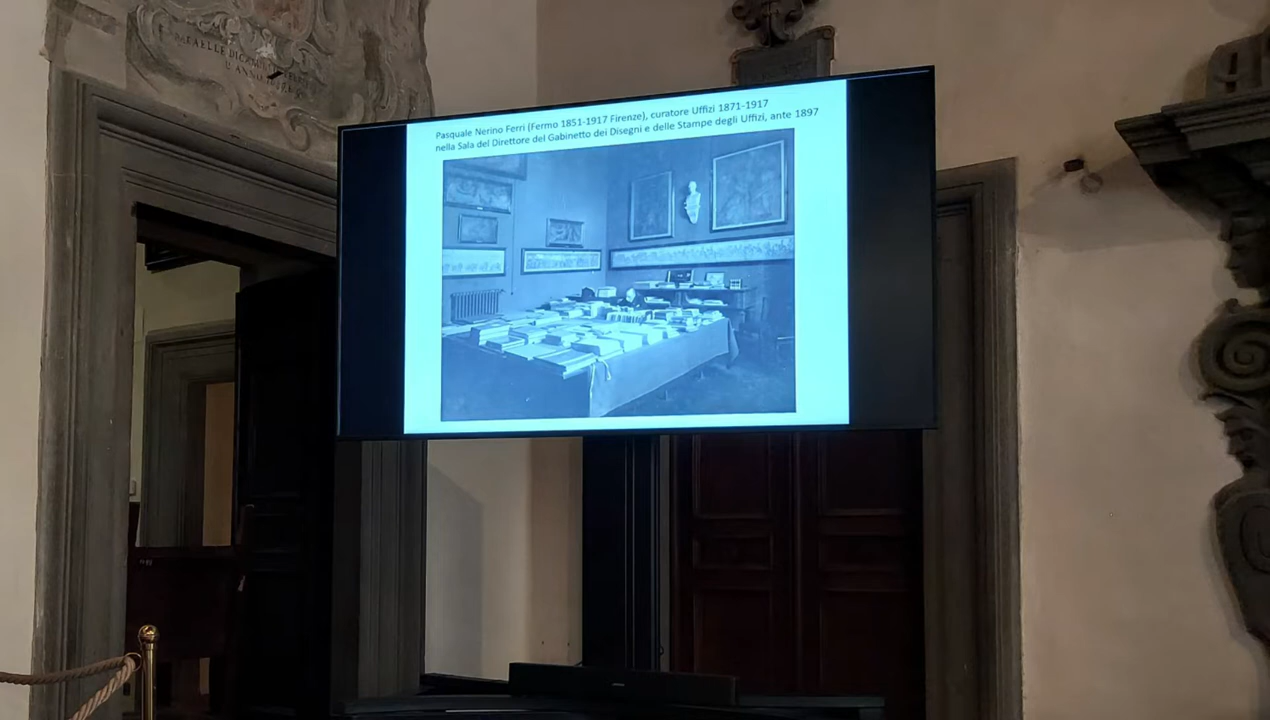 Pasquale Nerino Ferri (Fermo 1851-1917 Firenze), curatore Uffizi 1871-1917
nella Sala del Direttore del Gabinetto dei Disegni e delle Stampe degli Uffizi, ante 1897